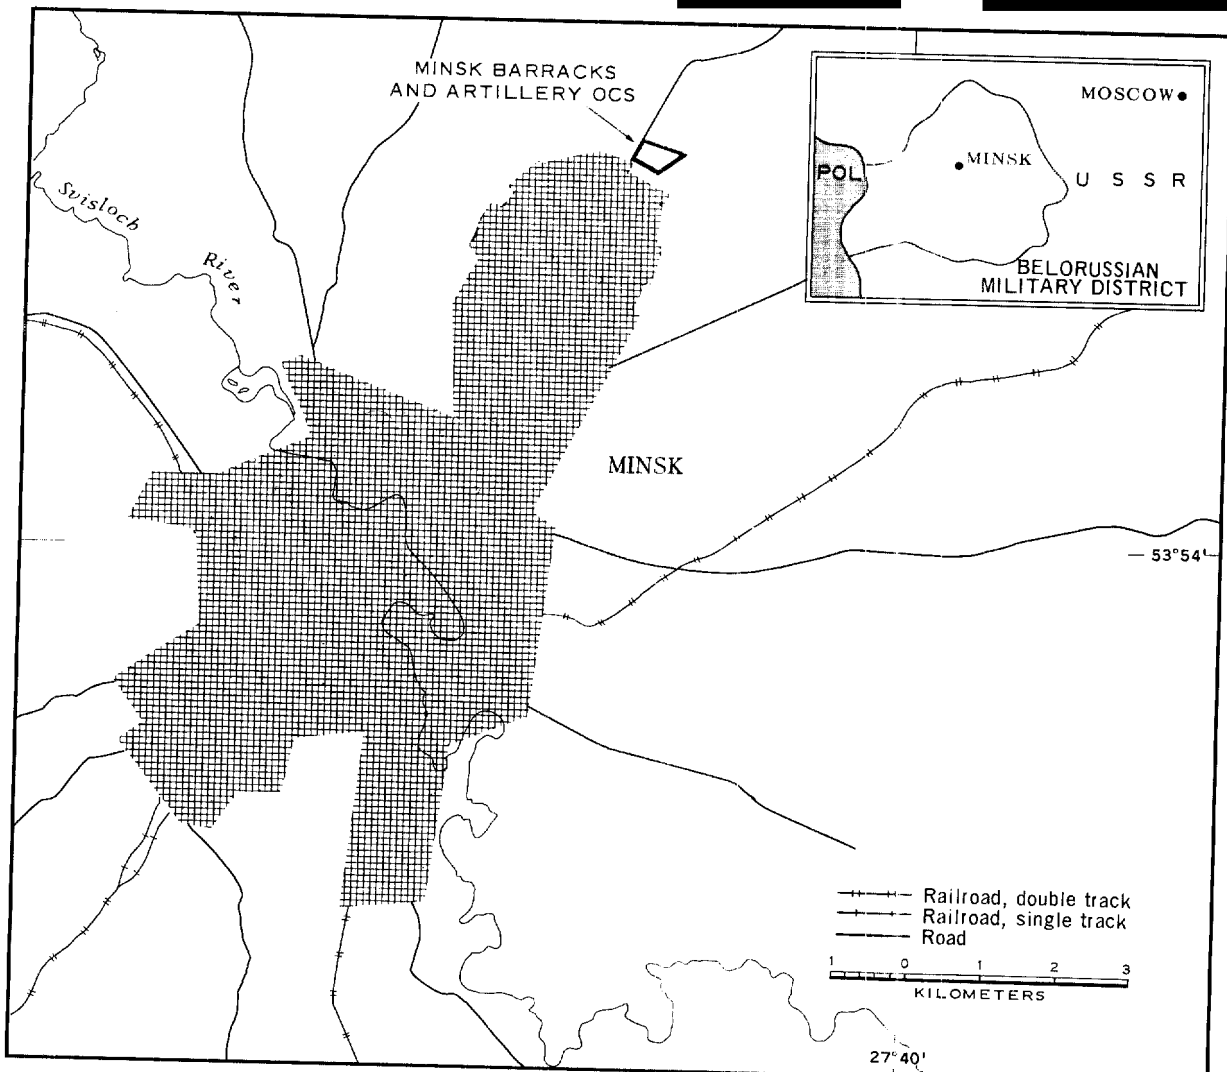 MINSK BARRACKS
AND ARTILLERY OCS
MOSCOW
MINSK
POL
U S S R
BELORUSSIAN
MILITARY DISTRICT
Svisloch
River
MINSK
53°54'
Railroad, double track
Railroad, single track
Road
1 0 1 2 3
KILOMETERS
27°40'